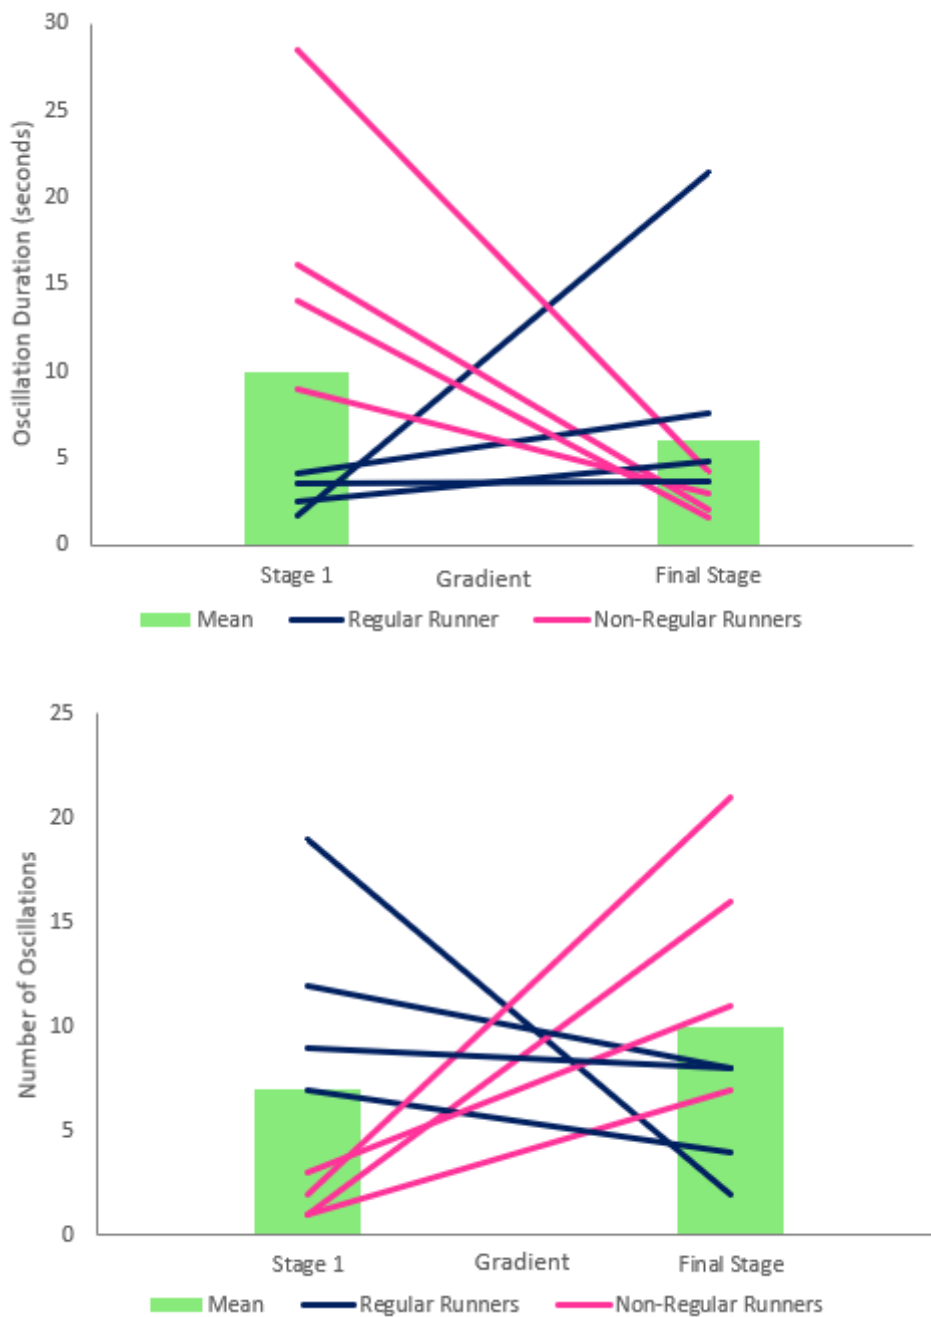 30
25
20
15
10
5
0
Oscillation Duration (seconds)
Stage 1
Gradient
Final Stage
Mean
Regular Runner
Non-Regular Runners
25
20
15
10
5
0
Number of Oscillations
Stage 1
Gradient
Final Stage
Mean
Regular Runners
Non-Regular Runners